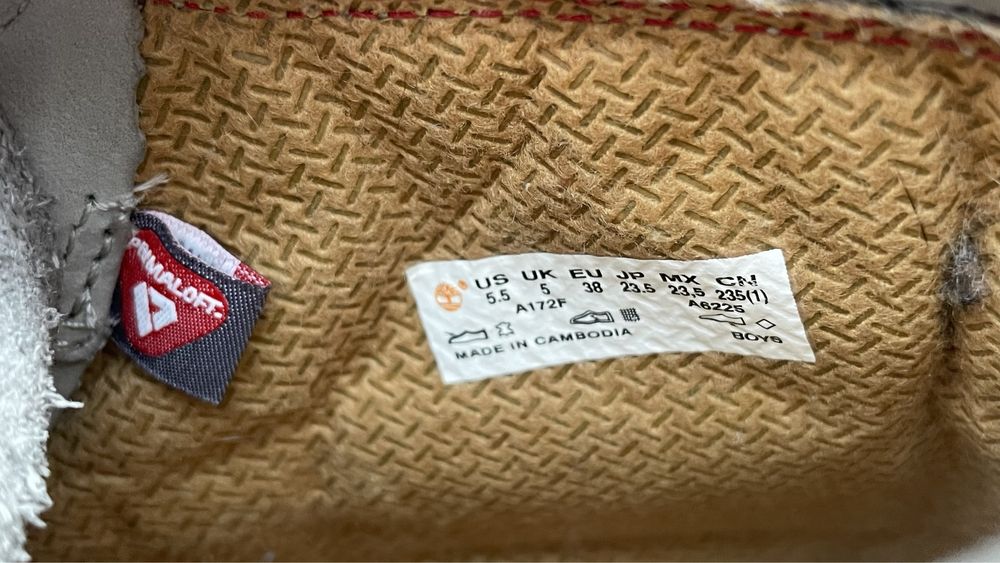 PRIMALOFT
US UK EU JP MX CM
5.5 5 38 23.5 23,5 235(1)
A172F A6225
BOYS
MADE IN CAMBODIA